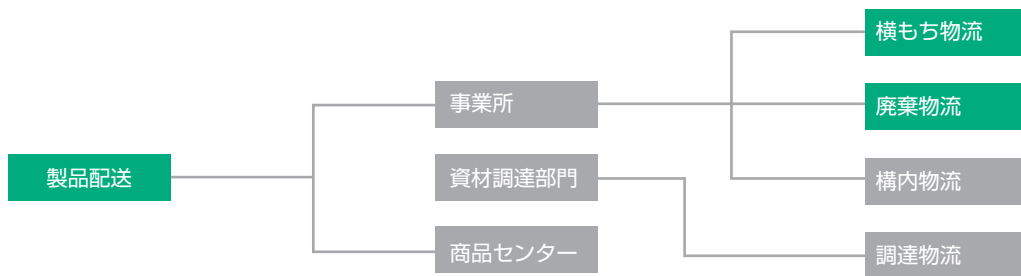 製品配送
事業所
資材調達部門
商品センター
横もち物流
廃棄物流
構内物流
調達物流